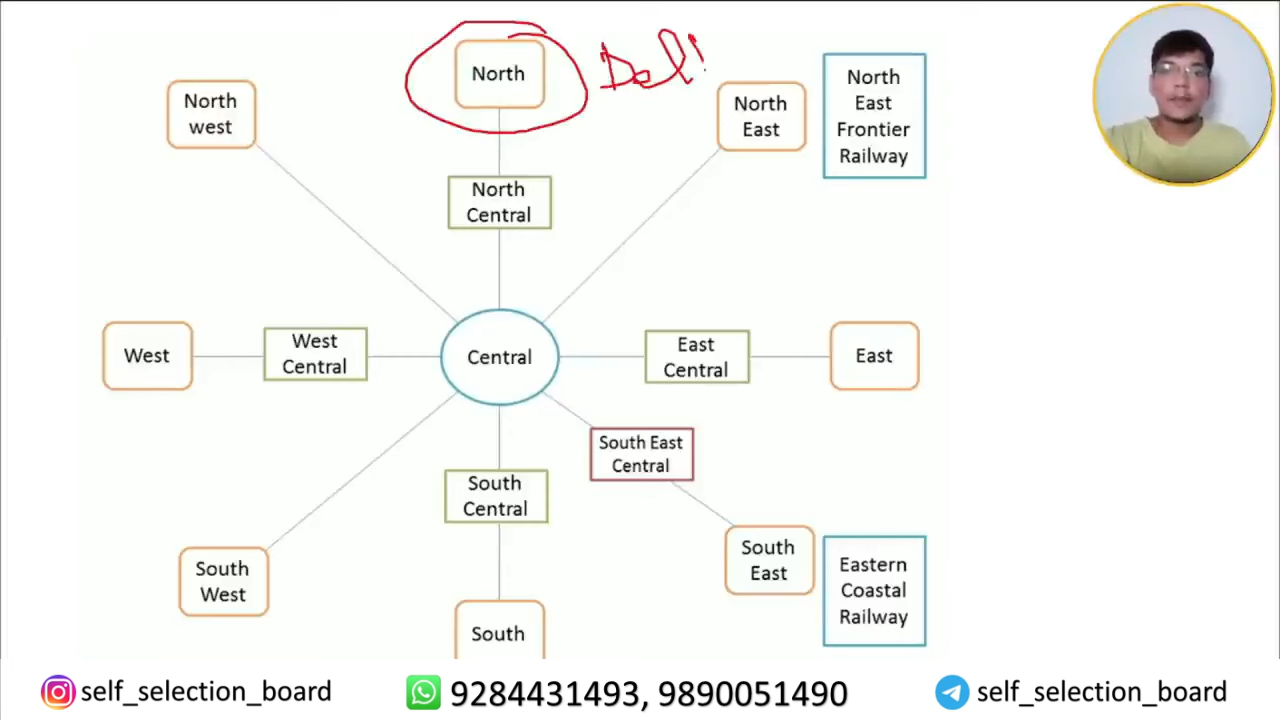 North
Deli
North
west
North
East
North
East
Frontier
Railway
North
Central
West
West
Central
Central
East
Central
East
South East
Central
South
Central
South
West
South
East
Eastern
Coastal
Railway
South
self_selection_board
9284431493, 9890051490
self_selection_board